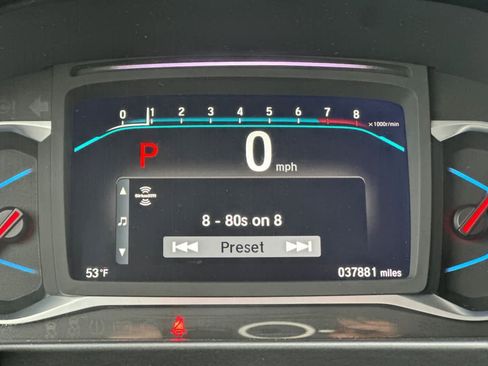 0 1 2 3 4 5 6 7 8 x1000r/min
P 0 mph
SiriusXM
8 - 80s on 8
Preset
53°F 037881 miles